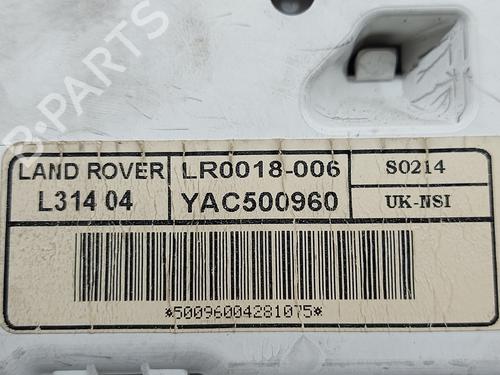 B-PARTS
LAND ROVER LR0018-006 S0214
L314 04 YAC500960 UK-NSI
*50096004281075*